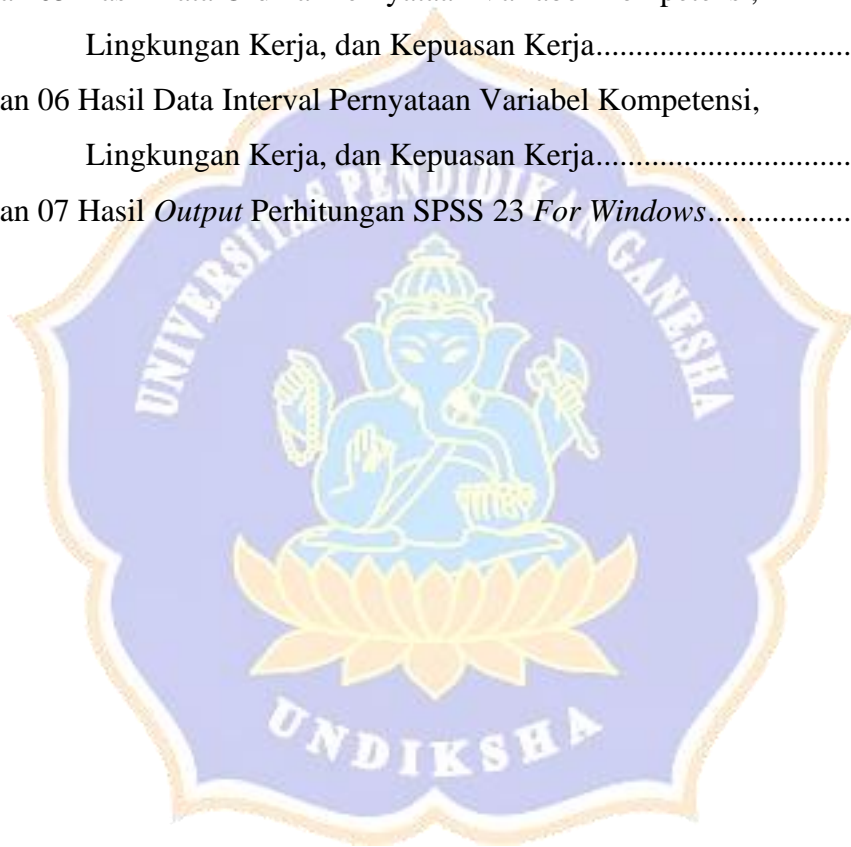 Lingkungan Kerja, dan Kepuasan Kerja................................
an 06 Hasil Data Interval Pernyataan Variabel Kompetensi,
Lingkungan Kerja, dan Kepuasan Kerja................................
an 07 Hasil Output Perhitungan SPSS 23 For Windows..................
UNIVERSITAS PENDIDIKAN GANESHA
UNDIKSHA